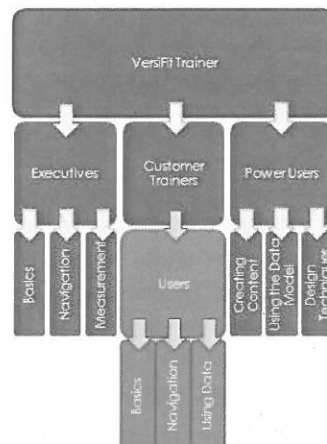 VersiFit Trainer
Executives
Customer
Trainers
Power Users
Basics
Navigation
Measurement
Users
Creating
Content
Using the Data
Model
Design
Techniques
Basics
Navigation
Using Data